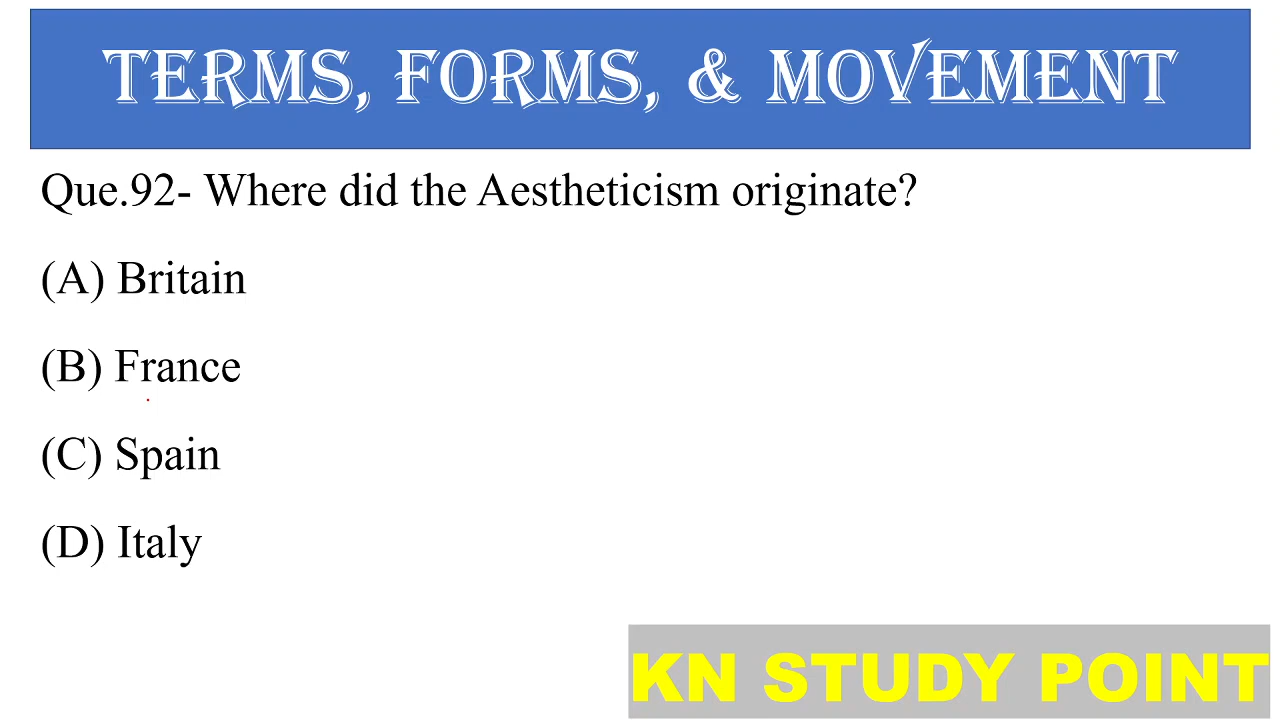 TERMS, FORMS, & MOVEMENT
Que.92- Where did the Aestheticism originate?
(A) Britain
(B) France
(C) Spain
(D) Italy
KN STUDY POINT